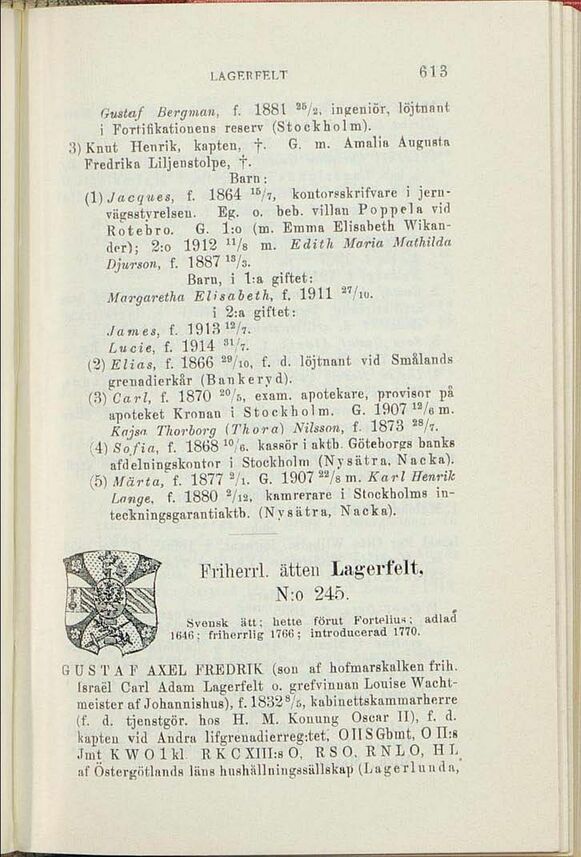 LAGERFELT 613
Gustaf Bergman, f. 1881 25/2, ingeniör, löjtnant
i Fortifikationens reserv (Stockholm).
3) Knut Henrik, kapten, †. G. m. Amalia Augusta
Fredrika Liljenstolpe, †.
Barn:
(1) Jacques, f. 1864 15/7, kontorsskrifvare i jern-
vägsstyrelsen. Eg. o. beb. villan Poppela vid
Rotebro. G. 1:o (m. Emma Elisabeth Wikan-
der); 2:o 1912 11/8 m. Edith Maria Mathilda
Djurson, f. 1887 13/3.
Barn, i 1:a giftet:
Margaretha Elisabeth, f. 1911 27/10.
i 2:a giftet:
James, f. 1913 12/7.
Lucie, f. 1914 31/7.
(2) Elias, f. 1866 29/10, f. d. löjtnant vid Smålands
grenadierkår (Bankeryd).
(3) Carl, f. 1870 20/5, exam. apotekare, provisor på
apoteket Kronan i Stockholm. G. 1907 12/6 m.
Kajsa Thorborg (Thora) Nilsson, f. 1873 28/7.
(4) Sofia, f. 1868 10/6. kassör i aktb. Göteborgs banks
afdelningskontor i Stockholm (Nysätra, Nacka).
(5) Märta, f. 1877 2/1. G. 1907 22/8 m. Karl Henrik
Lange, f. 1880 2/12, kamrerare i Stockholms in-
teckningsgarantiaktb. (Nysätra, Nacka).
Friherrl. ätten Lagerfelt,
N:o 245.
Svensk ätt; hette förut Fortelius; adlad
1646; friherrlig 1766; introducerad 1770.
GUSTAF AXEL FREDRIK (son af hofmarskalken frih.
Israël Carl Adam Lagerfelt o. grefvinnan Louise Wacht-
meister af Johannishus), f. 1832 8/5, kabinettskammarherre
(f. d. tjenstgör. hos H. M. Konung Oscar II), f. d.
kapten vid Andra lifgrenadierreg:tet, OIISGbmt, O II:s
Jmt KWO1kl RKCXIII:sO, RSO, RNLO, HL
af Östergötlands läns hushållningssällskap (Lagerlunda,